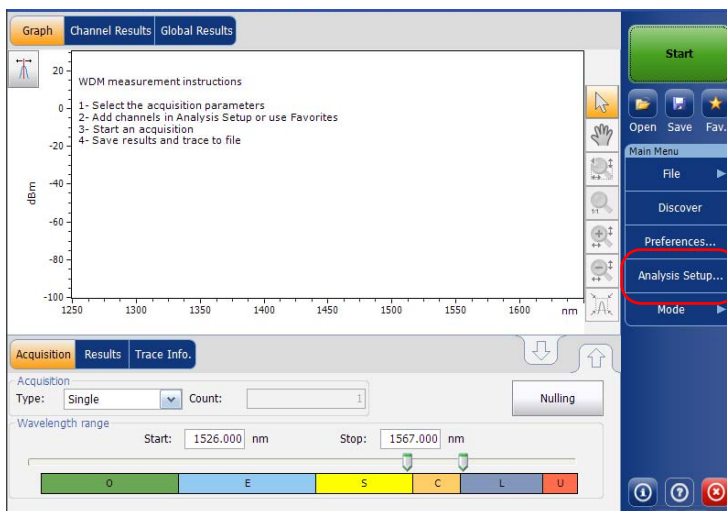 Graph Channel Results Global Results
Start
WDM measurement instructions
1- Select the acquisition parameters
2- Add channels in Analysis Setup or use Favorites
3- Start an acquisition
4- Save results and trace to file
20
0
-20
-40
-60
-80
-100
dBm
1250 1300 1350 1400 1450 1500 1550 1600 nm
1:1
Open Save Fav.
Main Menu
File
Discover
Preferences...
Analysis Setup...
Mode
Acquisition Results Trace Info.
Acquisition
Type: Single Count: 1
Nulling
Wavelength range
Start: 1526.000 nm Stop: 1567.000 nm
O E S C L U